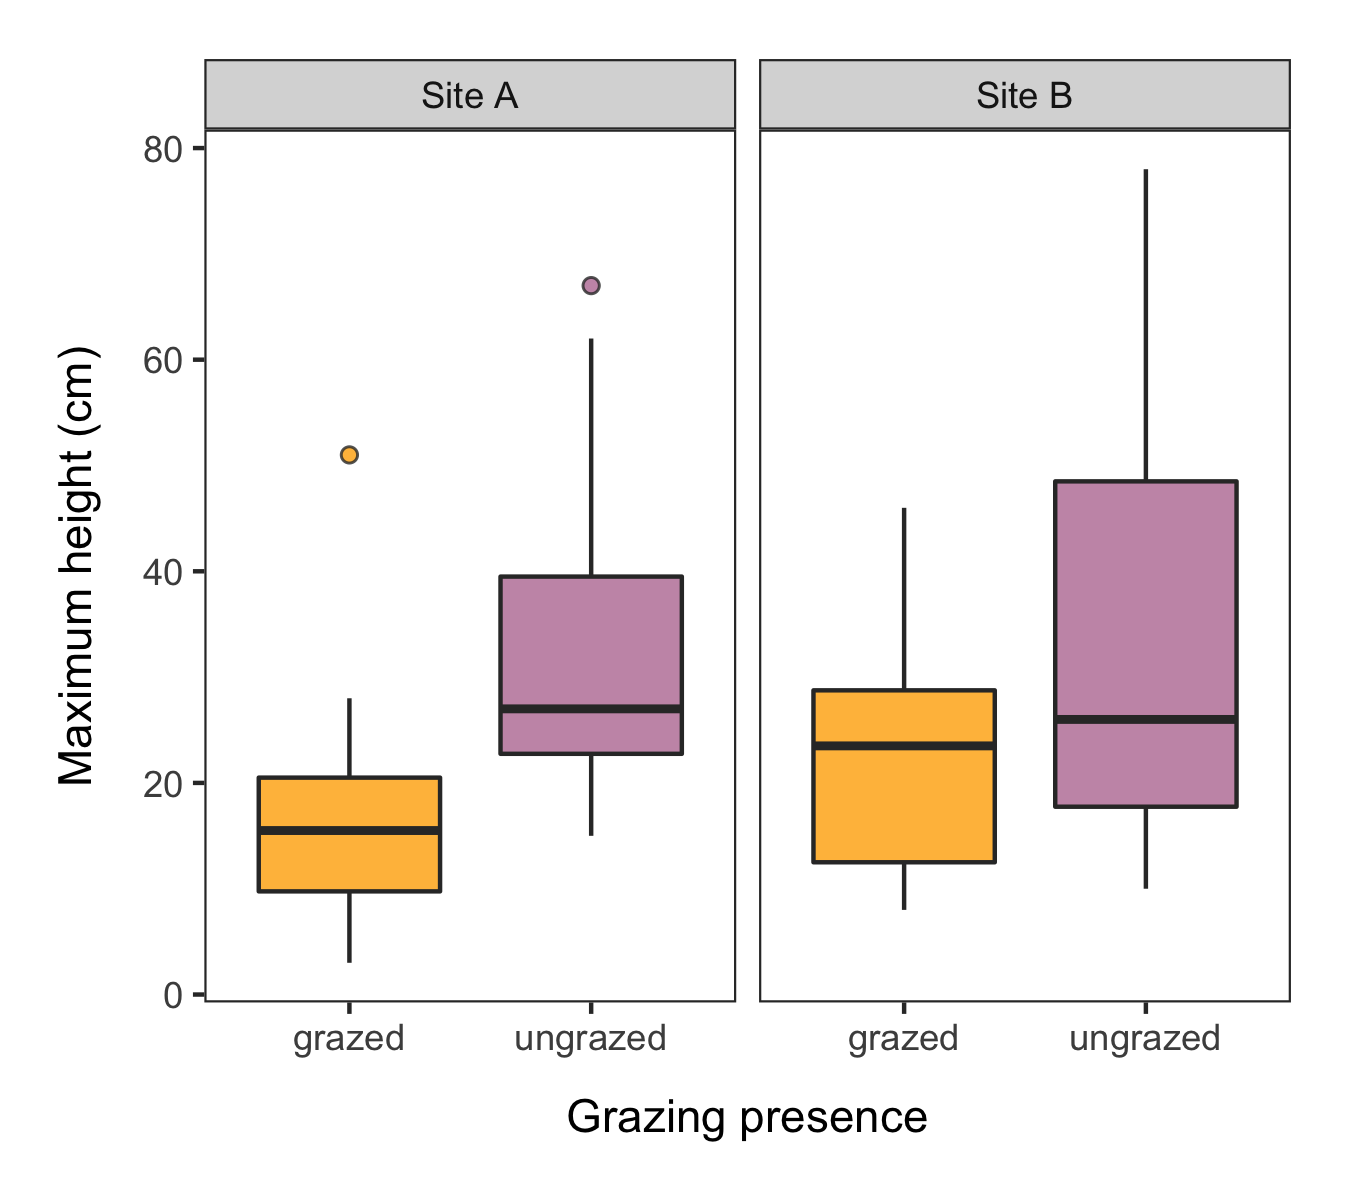 Site A
Site B
Maximum height (cm)
80
60
40
20
0
grazed
ungrazed
grazed
ungrazed
Grazing presence